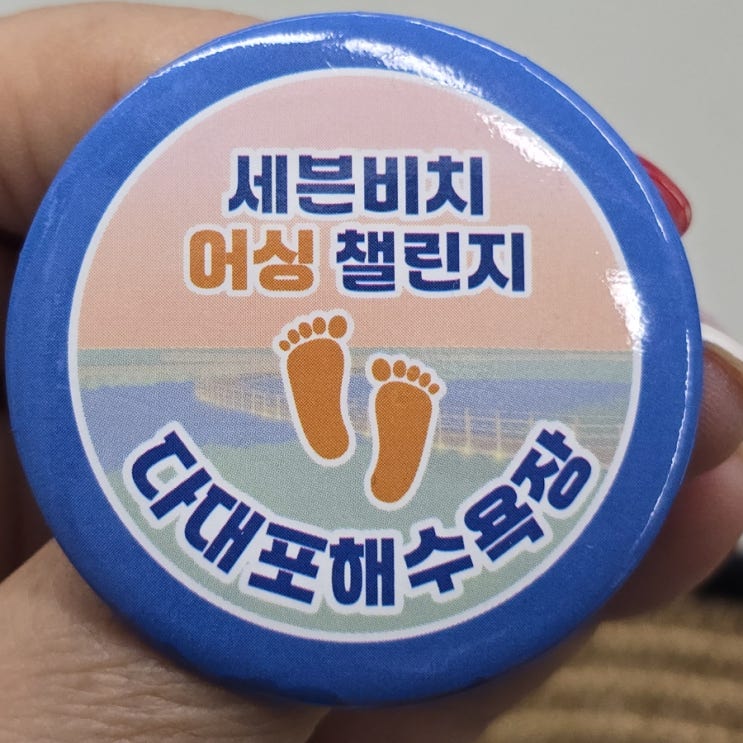 세븐비치
어싱 챌린지
다대포해수욕장